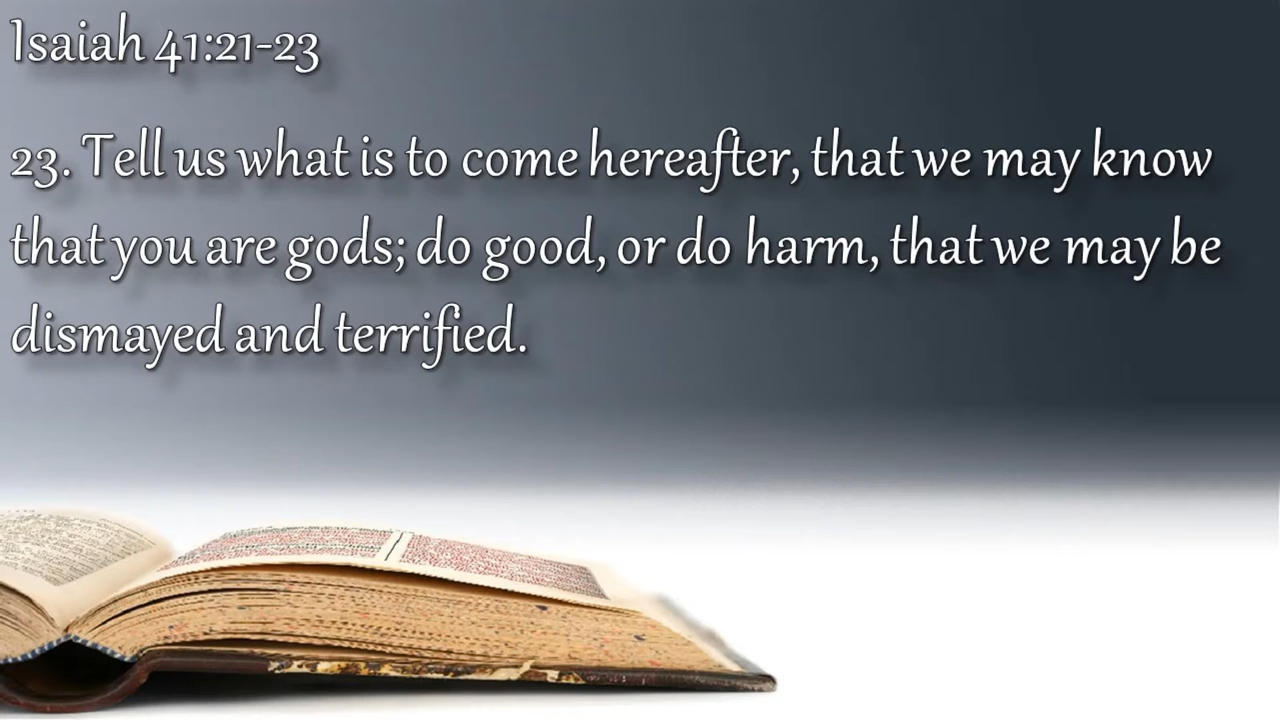 Isaiah 41:21-23
23. Tell us what is to come hereafter, that we may know
that you are gods; do good, or do harm, that we may be
dismayed and terrified.